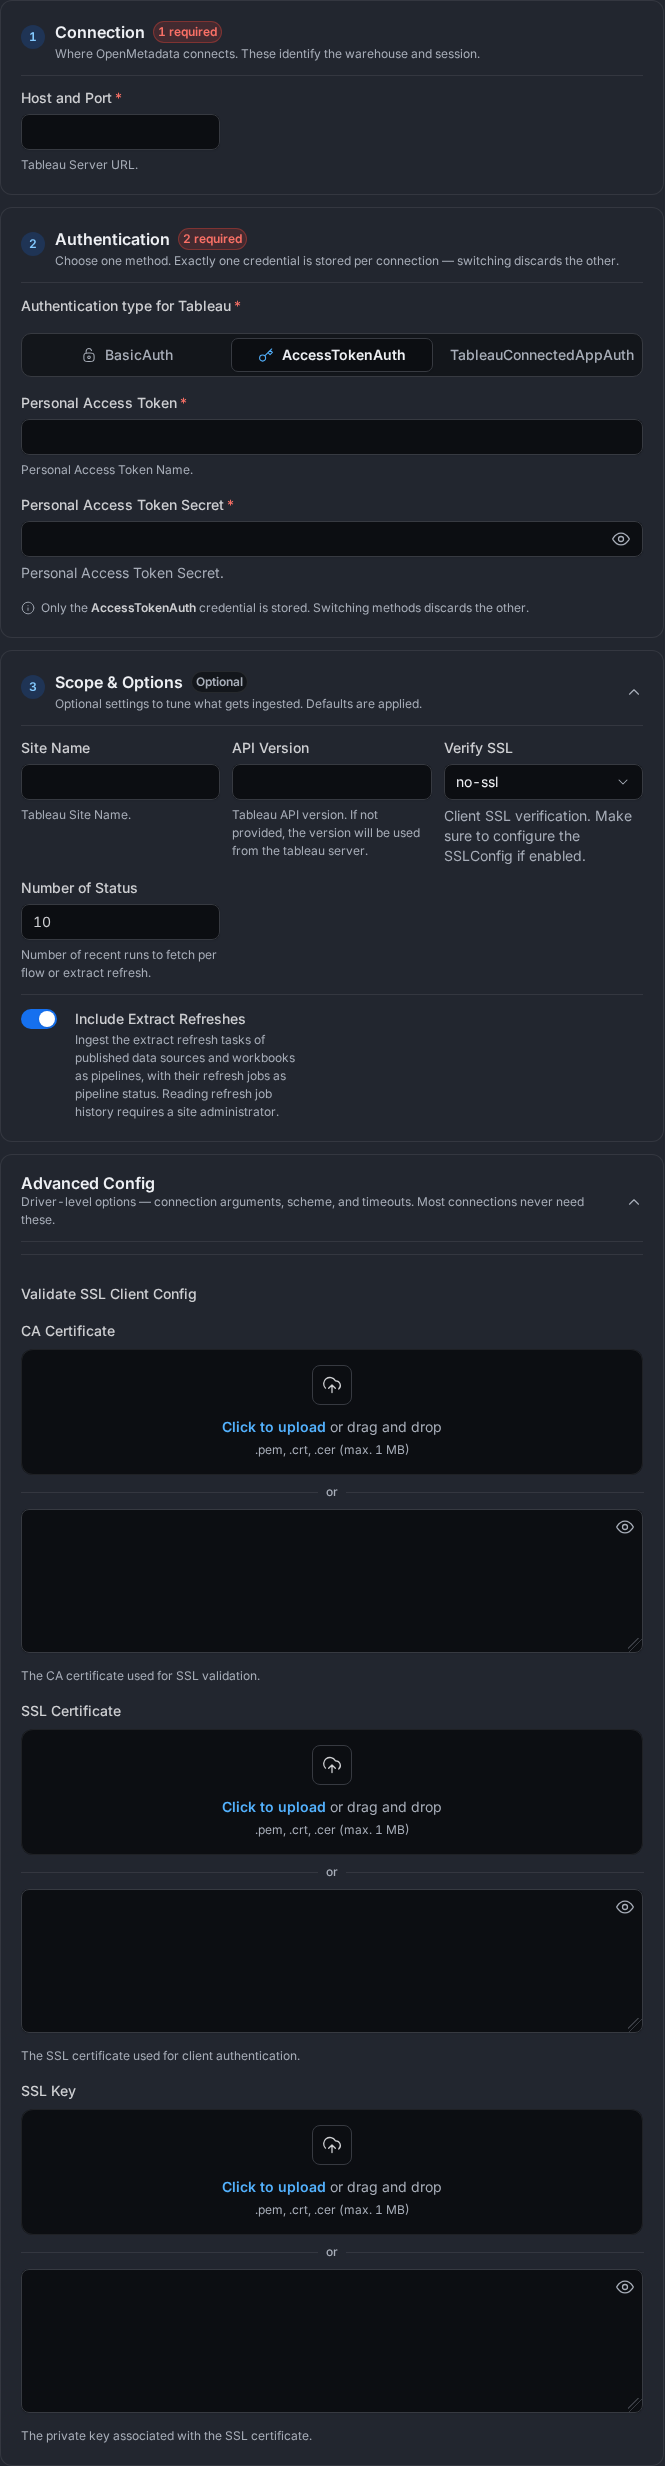 1
Connection 1 required
Where OpenMetadata connects. These identify the warehouse and session.
Host and Port *
Tableau Server URL.
2
Authentication 2 required
Choose one method. Exactly one credential is stored per connection — switching discards the other.
Authentication type for Tableau *
BasicAuth AccessTokenAuth TableauConnectedAppAuth
Personal Access Token *
Personal Access Token Name.
Personal Access Token Secret *
Personal Access Token Secret.
Only the AccessTokenAuth credential is stored. Switching methods discards the other.
3
Scope & Options Optional
Optional settings to tune what gets ingested. Defaults are applied.
Site Name
Tableau Site Name.
API Version
Tableau API version. If not
provided, the version will be used
from the tableau server.
Verify SSL
no-ssl
Client SSL verification. Make
sure to configure the
SSLConfig if enabled.
Number of Status
10
Number of recent runs to fetch per
flow or extract refresh.
Include Extract Refreshes
Ingest the extract refresh tasks of
published data sources and workbooks
as pipelines, with their refresh jobs as
pipeline status. Reading refresh job
history requires a site administrator.
Advanced Config
Driver-level options — connection arguments, scheme, and timeouts. Most connections never need
these.
Validate SSL Client Config
CA Certificate
Click to upload or drag and drop
.pem, .crt, .cer (max. 1 MB)
or
The CA certificate used for SSL validation.
SSL Certificate
Click to upload or drag and drop
.pem, .crt, .cer (max. 1 MB)
or
The SSL certificate used for client authentication.
SSL Key
Click to upload or drag and drop
.pem, .crt, .cer (max. 1 MB)
or
The private key associated with the SSL certificate.